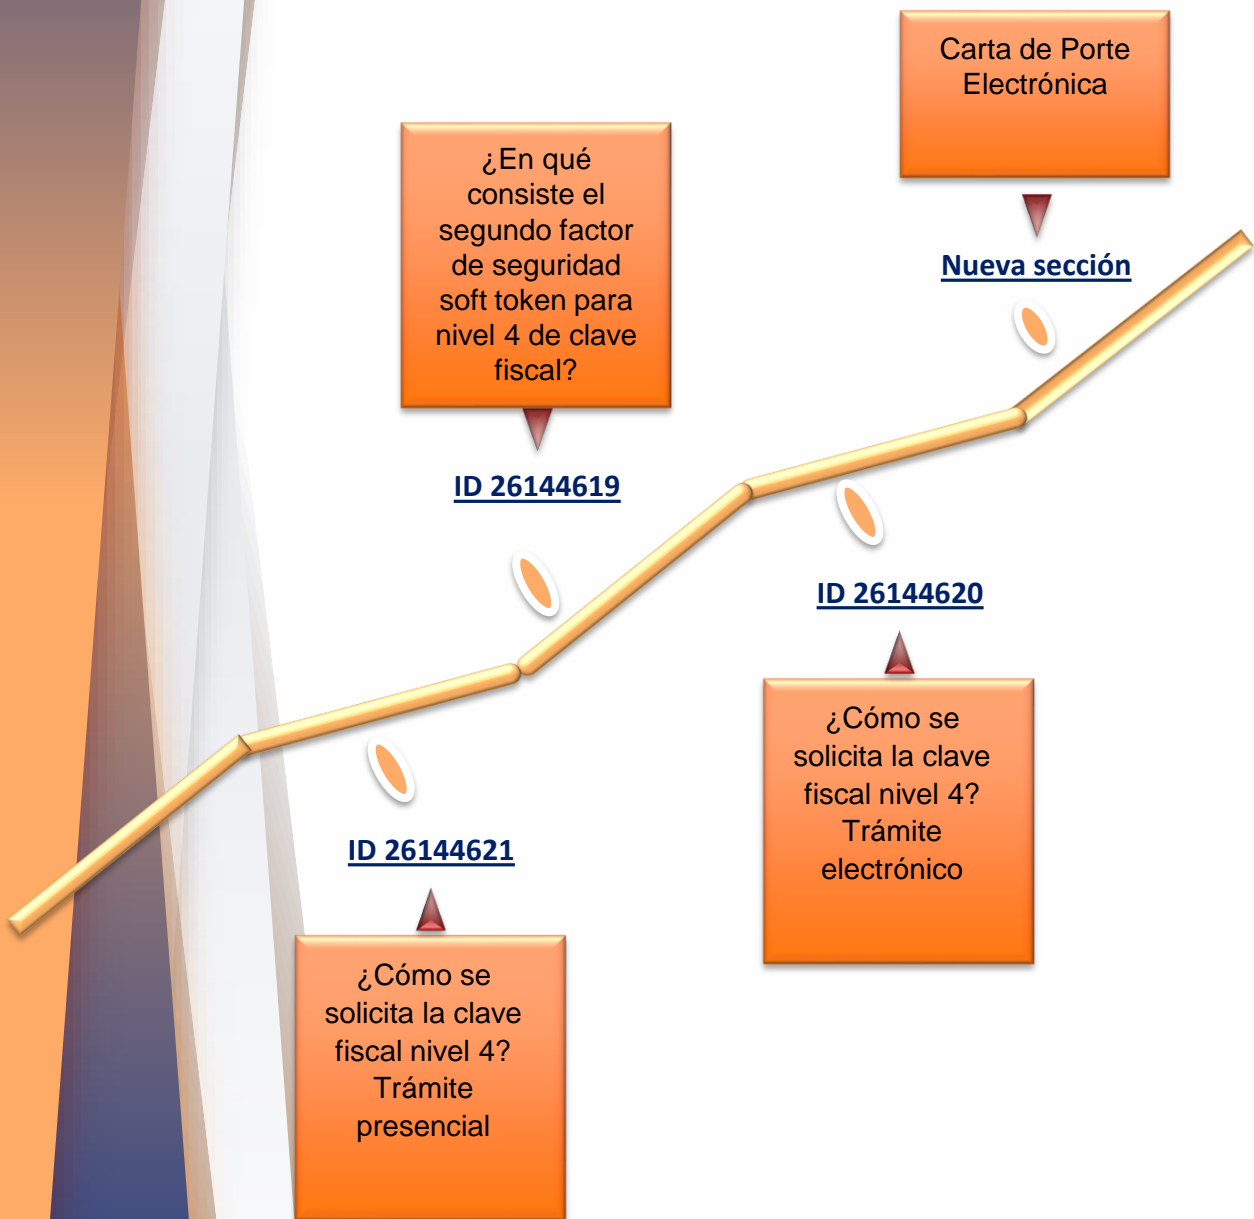 Carta de Porte
Electrónica
Nueva sección
¿En qué
consiste el
segundo factor
de seguridad
soft token para
nivel 4 de clave
fiscal?
ID 26144619
ID 26144620
¿Cómo se
solicita la clave
fiscal nivel 4?
Trámite
electrónico
ID 26144621
¿Cómo se
solicita la clave
fiscal nivel 4?
Trámite
presencial